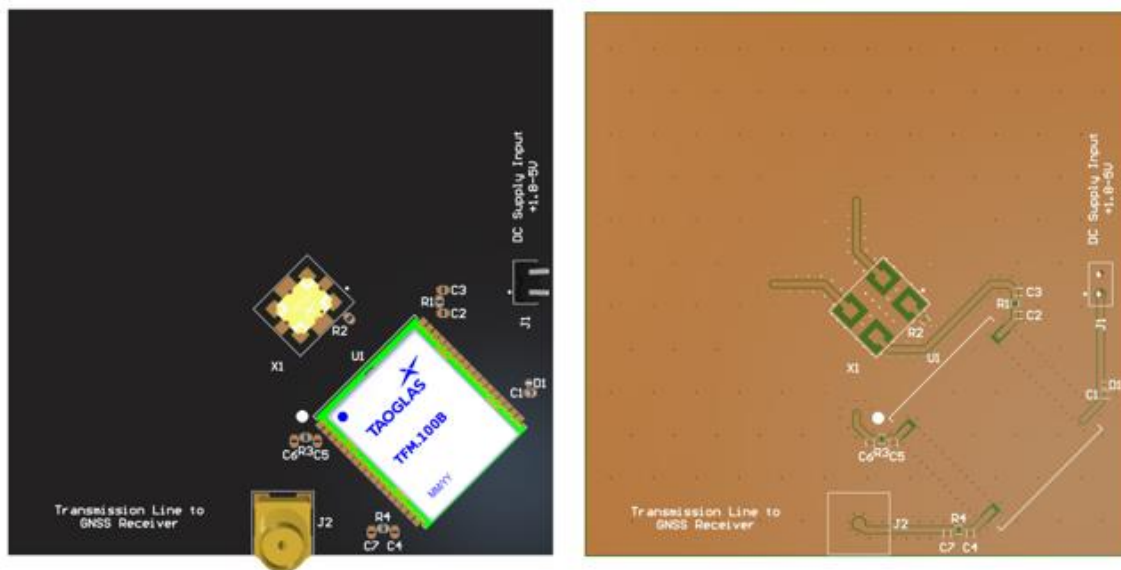 DC Supply Input
+1.8-5V
J1
C3
R1
C2
R2
X1
U1
TAOGLAS
TFM.100B
MM/YY
D1
C1
C6
R3
C5
Transmission Line to
GNSS Receiver
J2
R4
C7 C4
DC Supply Input
+1.8-5V
J1
C3
R1
C2
R2
X1
U1
D1
C1
C6
R3
C5
Transmission Line to
GNSS Receiver
J2
R4
C7 C4